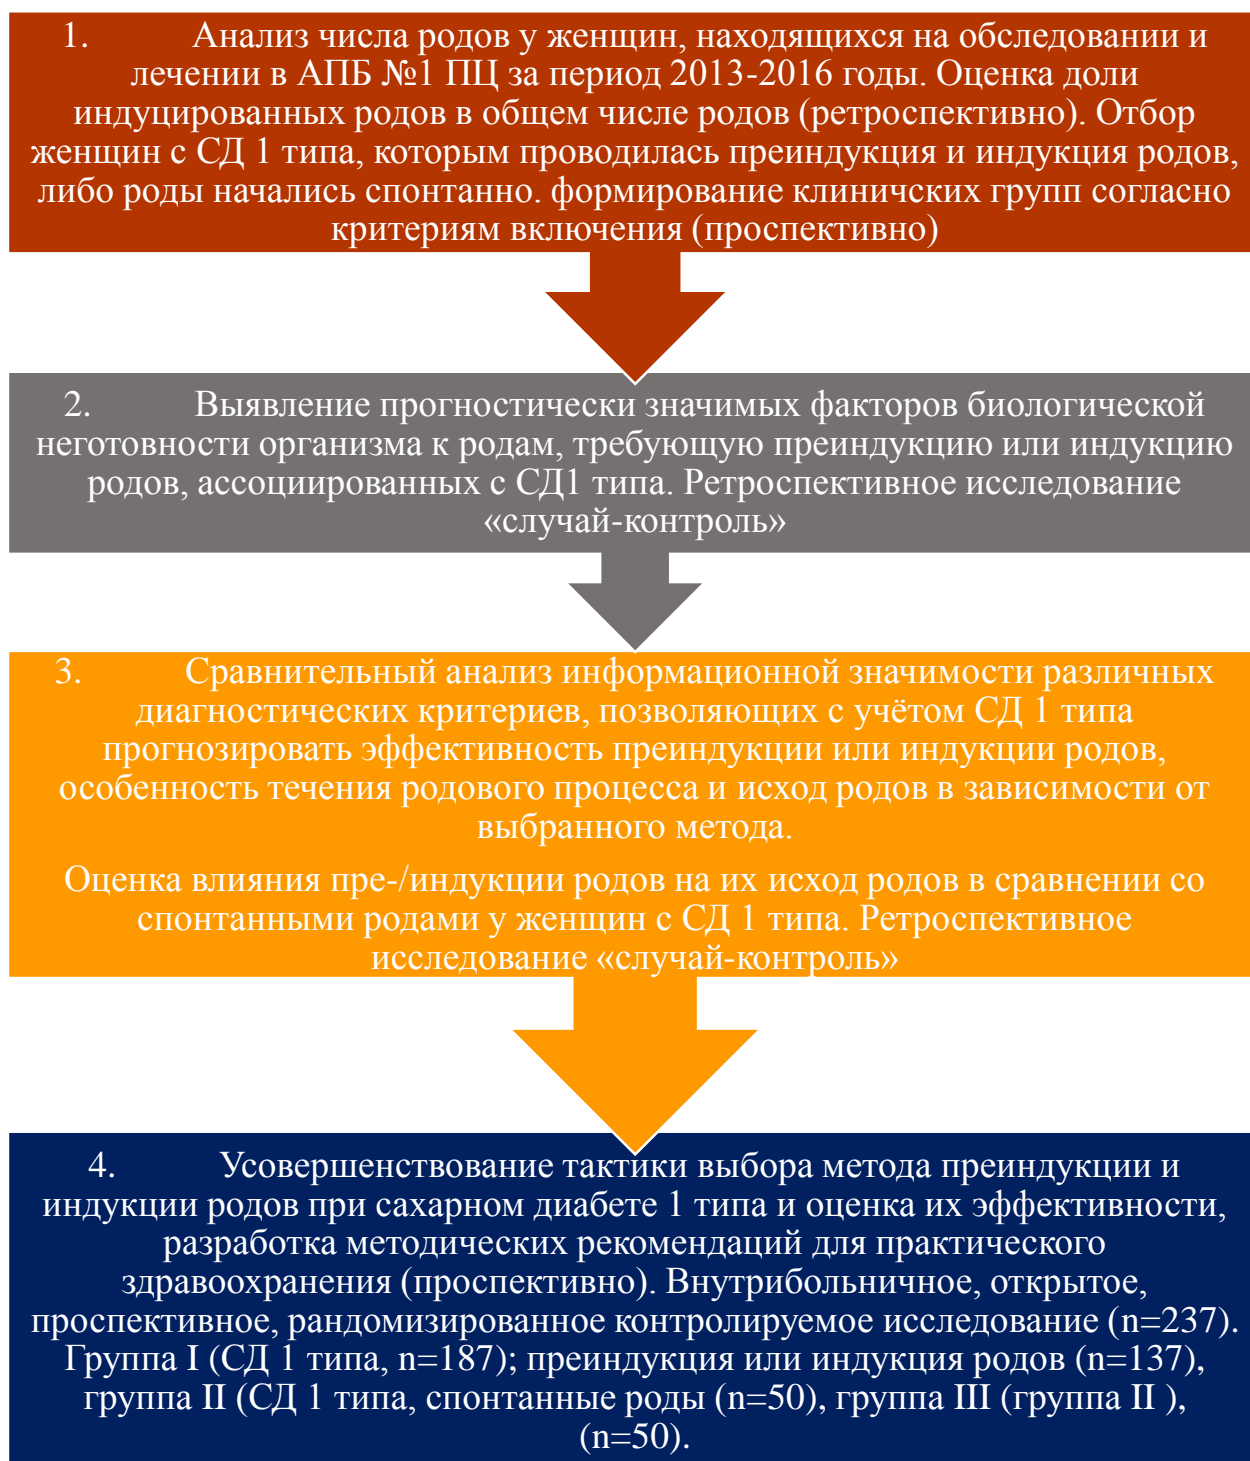 1. Анализ числа родов у женщин, находящихся на обследовании и
лечении в АПБ №1 ПЦ за период 2013-2016 годы. Оценка доли
индуцированных родов в общем числе родов (ретроспективно). Отбор
женщин с СД 1 типа, которым проводилась преиндукция и индукция родов,
либо роды начались спонтанно. формирование клиничских групп согласно
критериям включения (проспективно)
2. Выявление прогностически значимых факторов биологической
неготовности организма к родам, требующую преиндукцию или индукцию
родов, ассоциированных с СД1 типа. Ретроспективное исследование
«случай-контроль»
3. Сравнительный анализ информационной значимости различных
диагностических критериев, позволяющих с учётом СД 1 типа
прогнозировать эффективность преиндукции или индукции родов,
особенность течения родового процесса и исход родов в зависимости от
выбранного метода.
Оценка влияния пре-/индукции родов на их исход родов в сравнении со
спонтанными родами у женщин с СД 1 типа. Ретроспективное
исследование «случай-контроль»
4. Усовершенствование тактики выбора метода преиндукции и
индукции родов при сахарном диабете 1 типа и оценка их эффективности,
разработка методических рекомендаций для практического
здравоохранения (проспективно). Внутрибольничное, открытое,
проспективное, рандомизированное контролируемое исследование (n=237).
Группа I (СД 1 типа, n=187); преиндукция или индукция родов (n=137),
группа II (СД 1 типа, спонтанные роды (n=50), группа III (группа II ),
(n=50).